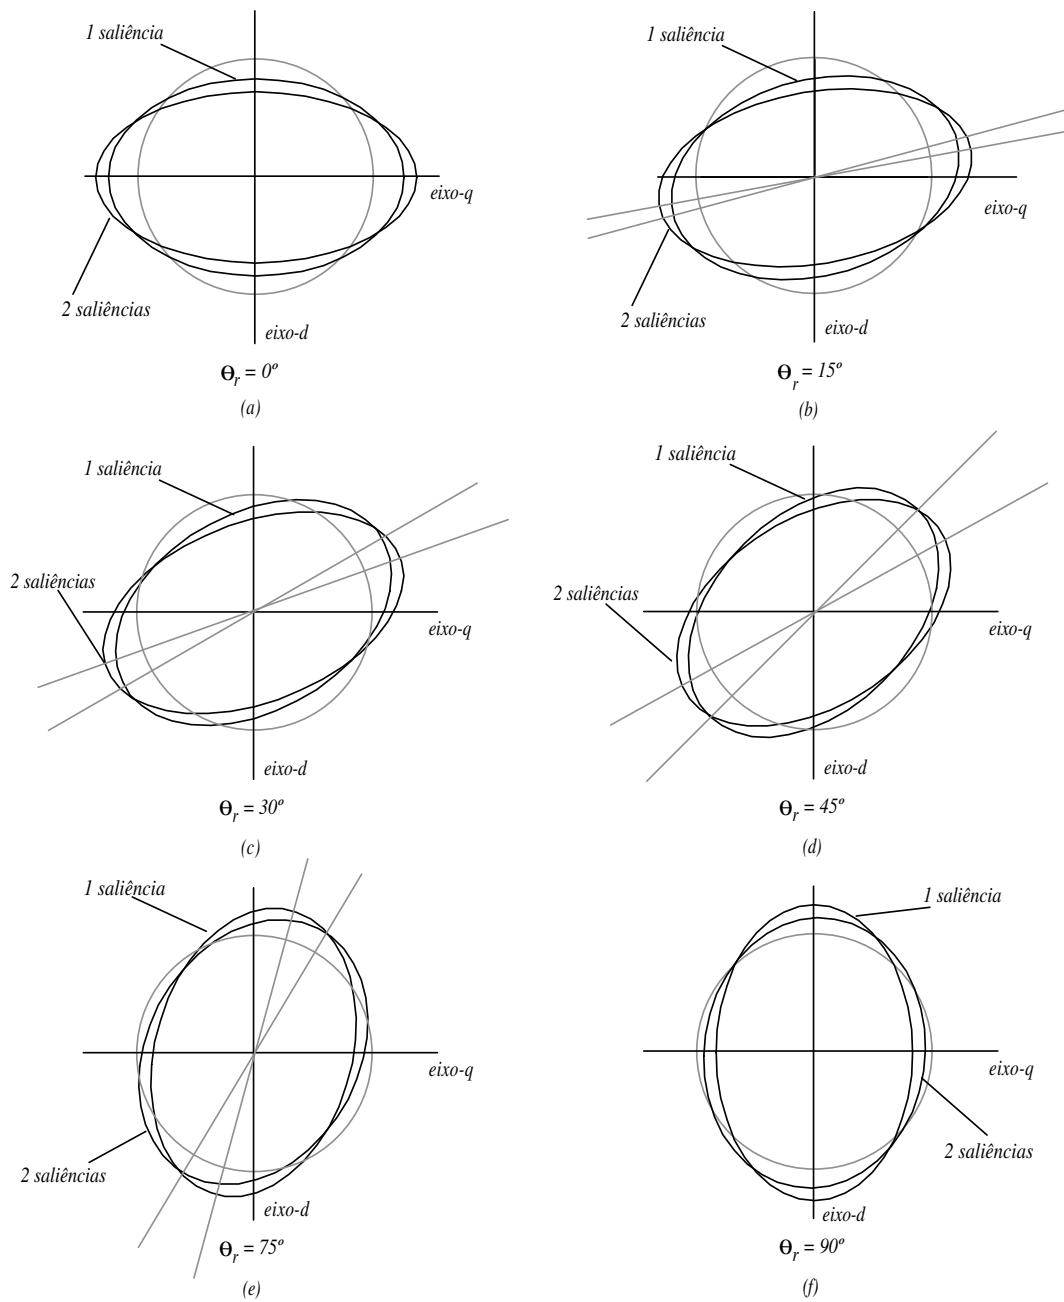 1 saliência
eixo-q
2 saliências
eixo-d
θr = 0º
(a)
1 saliência
eixo-q
2 saliências
eixo-d
θr = 15º
(b)
1 saliência
2 saliências
eixo-q
eixo-d
θr = 30º
(c)
1 saliência
2 saliências
eixo-q
eixo-d
θr = 45º
(d)
1 saliência
eixo-q
2 saliências
eixo-d
θr = 75º
(e)
1 saliência
eixo-q
2 saliências
eixo-d
θr = 90º
(f)